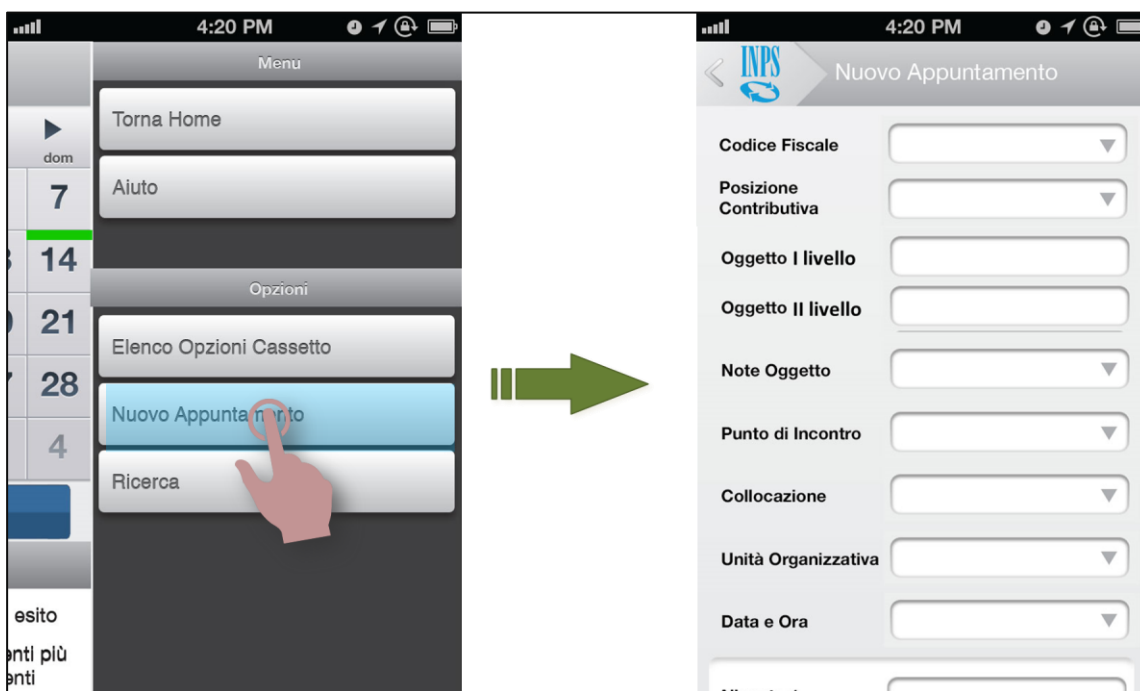 4:20 PM
Menu
Torna Home
Aiuto
dom
7
14
21
28
4
Opzioni
Elenco Opzioni Cassetto
Nuovo Appuntamento
Ricerca
esito
più
4:20 PM
INPS
Nuovo Appuntamento
Codice Fiscale
Posizione
Contributiva
Oggetto I livello
Oggetto II livello
Note Oggetto
Punto di Incontro
Collocazione
Unità Organizzativa
Data e Ora